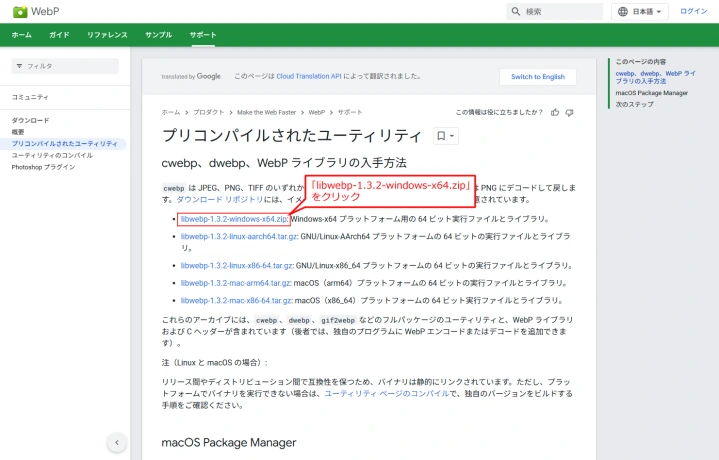 WebP
検索
日本語
ログイン
ホーム ガイド リファレンス サンプル サポート
フィルタ
コミュニティ
ダウンロード
概要
プリコンパイルされたユーティリティ
ユーティリティのコンパイル
Photoshop プラグイン
translated by Google
このページは Cloud Translation API によって翻訳されました。
Switch to English
ホーム > プロダクト > Make the Web Faster > WebP > サポート
この情報は役に立ちましたか?
プリコンパイルされたユーティリティ
cwebp、dwebp、WebP ライブラリの入手方法
cwebp は JPEG、PNG、TIFF のいずれか
は PNG にデコードして戻しま
す。ダウンロード リポジトリには、イメ
意されています。
「libwebp-1.3.2-windows-x64.zip」
をクリック
libwebp-1.3.2-windows-x64.zip: Windows-x64 プラットフォーム用の 64 ビット実行ファイルとライブラリ。
libwebp-1.3.2-linux-aarch64.tar.gz: GNU/Linux-AArch64 プラットフォームの 64 ビットの実行ファイルとライブラ
リ。
libwebp-1.3.2-linux-x86-64.tar.gz: GNU/Linux-x86_64 プラットフォームの 64 ビットの実行ファイルとライブラリ。
libwebp-1.3.2-mac-arm64.tar.gz: macOS（arm64）プラットフォームの 64 ビットの実行ファイルとライブラリ。
libwebp-1.3.2-mac-x86-64.tar.gz: macOS（x86_64）プラットフォームの 64 ビット実行ファイルとライブラリ。
これらのアーカイブには、cwebp、dwebp、gif2webp などのフルパッケージのユーティリティと、WebP ライブラリ
および C ヘッダーが含まれています（後者では、独自のプログラムに WebP エンコードまたはデコードを追加できま
す）。
注（Linux と macOS の場合）:
リリース間やディストリビューション間で互換性を保つため、バイナリは静的にリンクされています。ただし、プラッ
トフォームでバイナリを実行できない場合は、ユーティリティ ページのコンパイルで、独自のバージョンをビルドする
手順をご確認ください。
macOS Package Manager
このページの内容
cwebp、dwebp、WebP ライ
ブラリの入手方法
macOS Package Manager
次のステップ